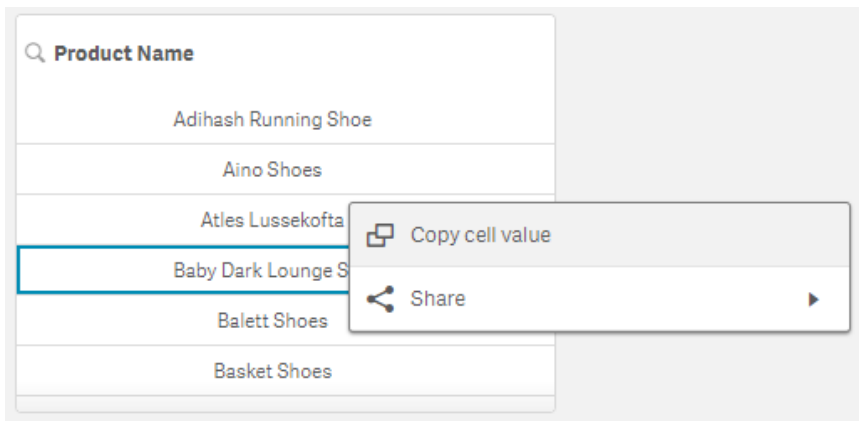 Product Name
Adihash Running Shoe
Aino Shoes
Atles Lussekofta
Copy cell value
Baby Dark Lounge S
Share
Balett Shoes
Basket Shoes